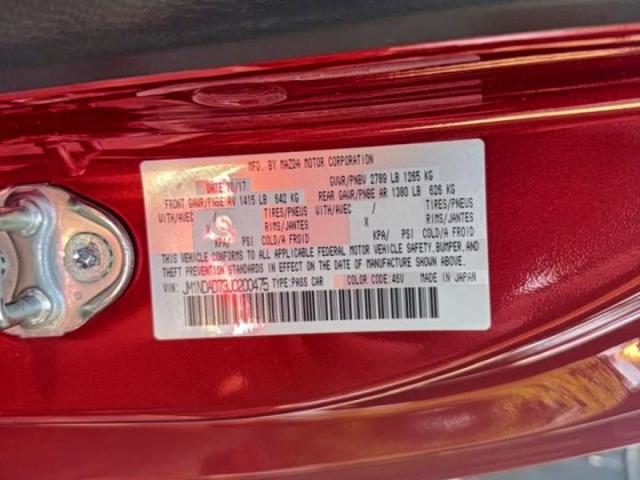 MFD. BY MAZDA MOTOR CORPORATION
DATE 10/17 GVWR/PNBV 2789 LB 1265 KG
FRONT GAWR/PNBE AV 1415 LB 642 KG REAR GAWR/PNBE AR 1380 LB 626 KG
WITH/AVEC / TIRES/PNEUS WITH/AVEC / TIRES/PNEUS
X RIMS/JANTES X RIMS/JANTES
KPA/ PSI COLD/A FROID KPA/ PSI COLD/A FROID
THIS VEHICLE CONFORMS TO ALL APPLICABLE FEDERAL MOTOR VEHICLE SAFETY, BUMPER, AND
THEFT PREVENTION STANDARDS IN EFFECT ON THE DATE OF MANUFACTURE SHOWN ABOVE.
JM1NDAD73J0200475 TYPE:PASS CAR COLOR CODE:46V MADE IN JAPAN